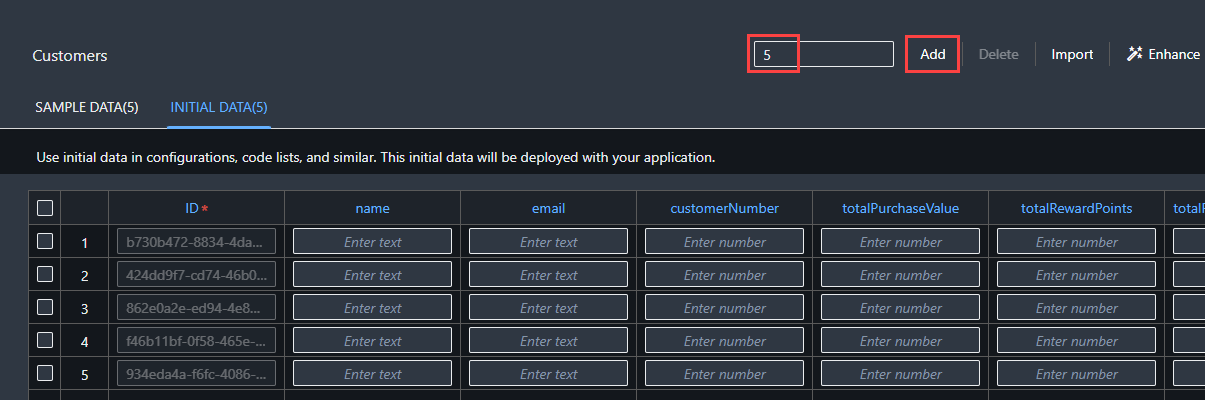 Customers 5 Add Delete Import Enhance
SAMPLE DATA(5) INITIAL DATA(5)
Use initial data in configurations, code lists, and similar. This initial data will be deployed with your application.
ID * name email customerNumber totalPurchaseValue totalRewardPoints
1 b730b472-8834-4da... Enter text Enter text Enter number Enter number Enter number
2 424dd9f7-cd74-46b0... Enter text Enter text Enter number Enter number Enter number
3 862e0a2e-ed94-4e8... Enter text Enter text Enter number Enter number Enter number
4 f46b11bf-0f58-465e-... Enter text Enter text Enter number Enter number Enter number
5 934eda4a-f6fc-4086-... Enter text Enter text Enter number Enter number Enter number